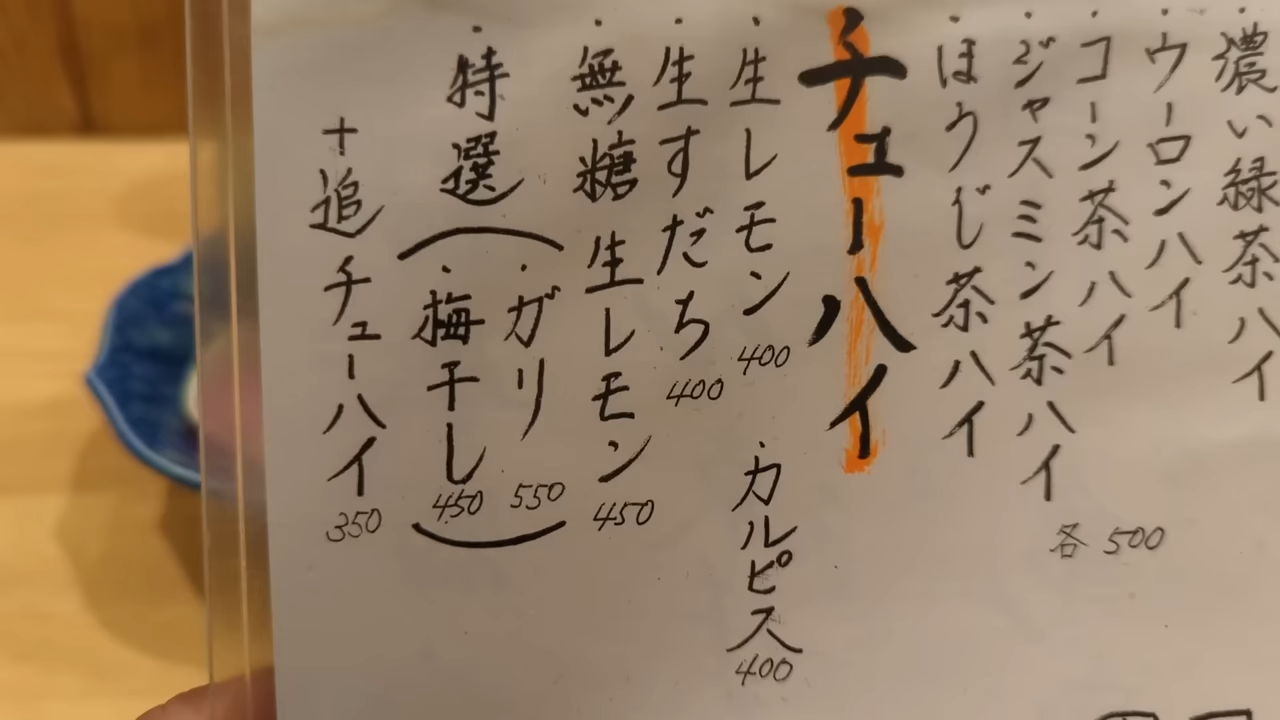 ・濃い緑茶ハイ
・ウーロンハイ
・コーン茶ハイ
・ジャスミン茶ハイ
・ほうじ茶ハイ
各500
チューハイ
・生レモン 400
・カルピス 400
・生すだち 400
・無糖生レモン 450
・特選
・ガリ 550
・梅干し 450
＋追チューハイ 350